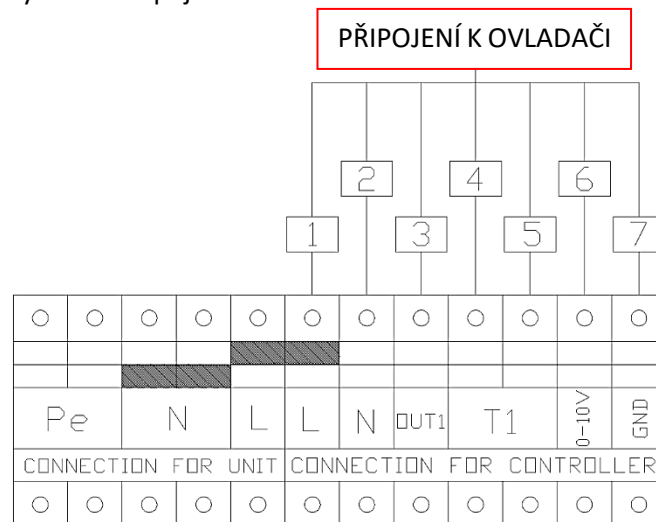 PŘIPOJENÍ K OVLADAČI
2 4 6
1 3 5 7
Pe N L L N OUT1 T1 0-10V GND
CONNECTION FOR UNIT CONNECTION FOR CONTROLLER